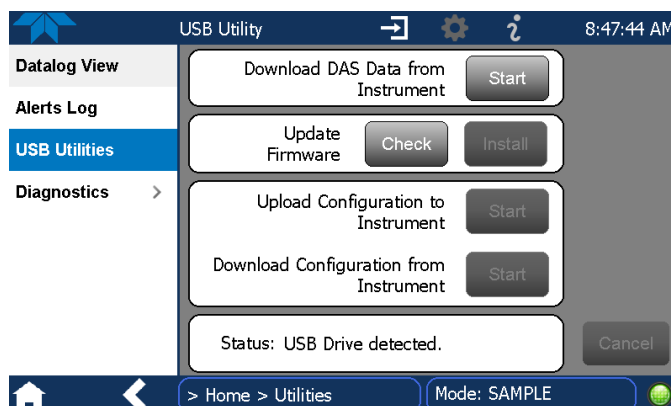 USB Utility
8:47:44 AM
Datalog View
Alerts Log
USB Utilities
Diagnostics >
Download DAS Data from
Instrument
Start
Update
Firmware
Check
Install
Upload Configuration to
Instrument
Start
Download Configuration from
Instrument
Start
Status: USB Drive detected.
Cancel
> Home > Utilities
Mode: SAMPLE